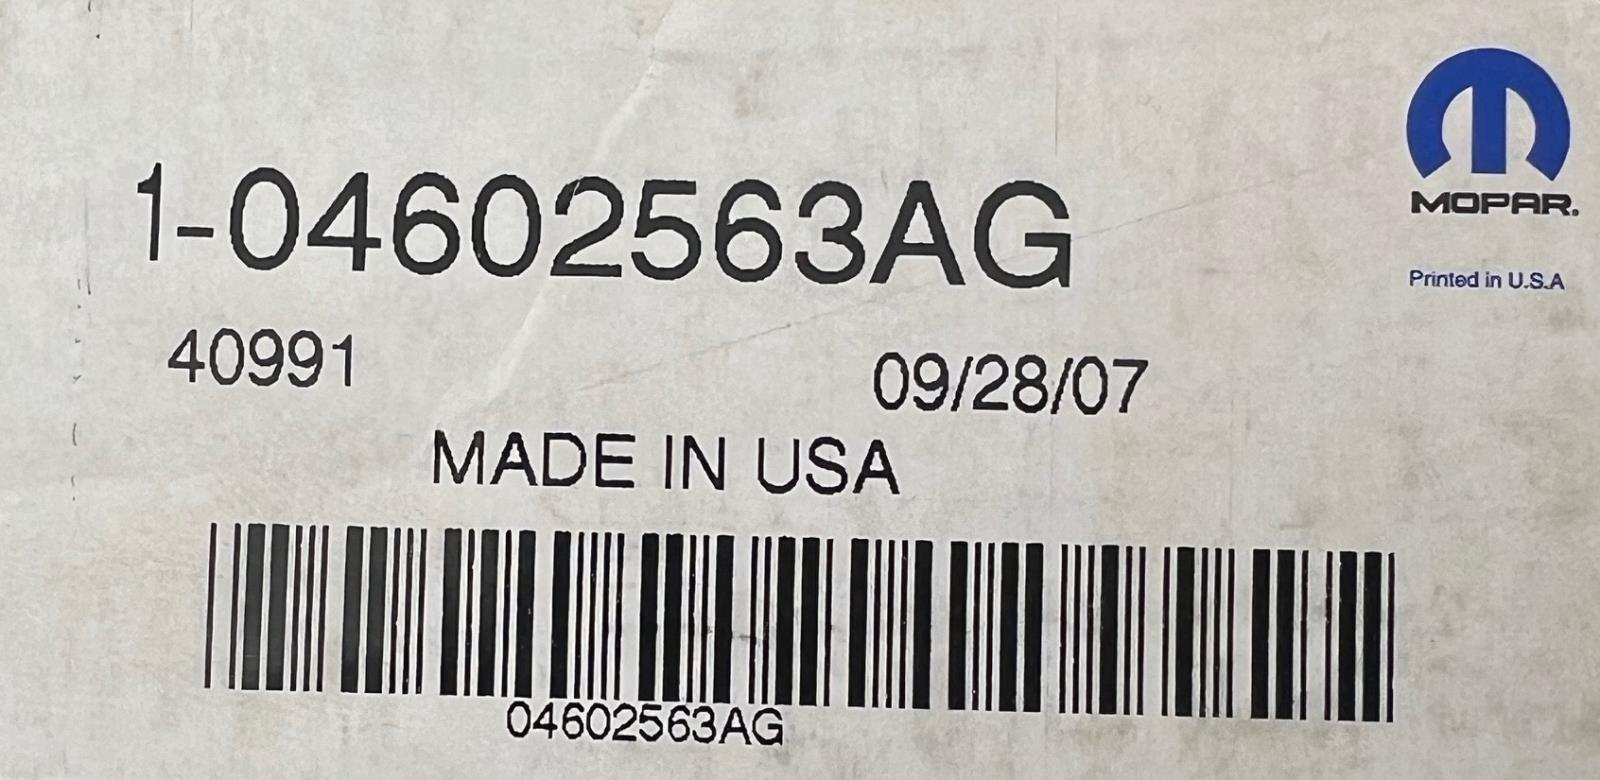 1-04602563AG
MOPAR.
Printed in U.S.A
40991 09/28/07
MADE IN USA
04602563AG